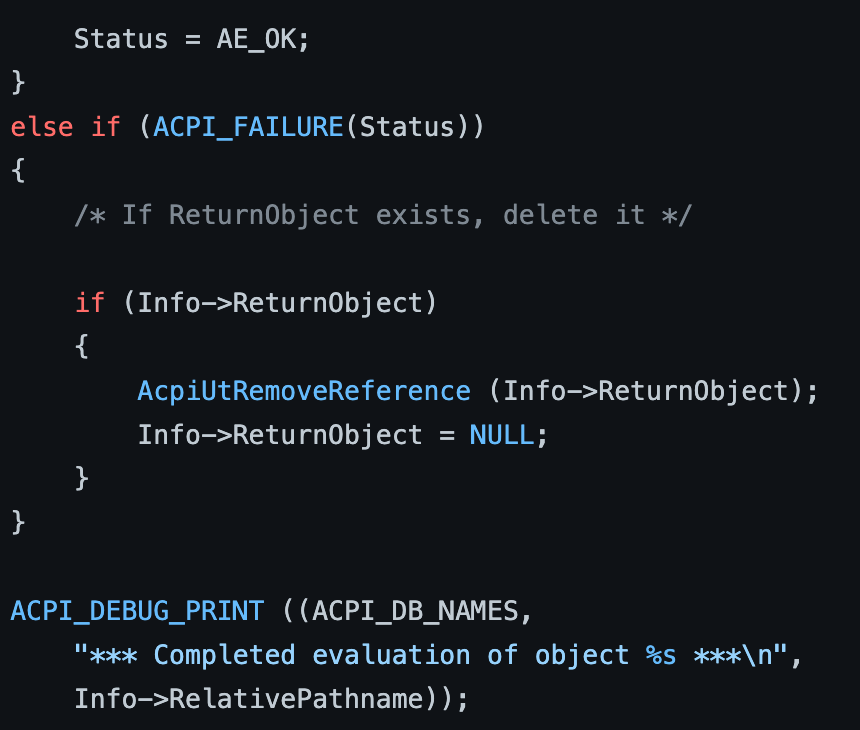 Status = AE_OK;
}
else if (ACPI_FAILURE(Status))
{
    /* If ReturnObject exists, delete it */

    if (Info->ReturnObject)
    {
        AcpiUtRemoveReference (Info->ReturnObject);
        Info->ReturnObject = NULL;
    }
}

ACPI_DEBUG_PRINT ((ACPI_DB_NAMES,
    "*** Completed evaluation of object %s ***\n",
    Info->RelativePathname));